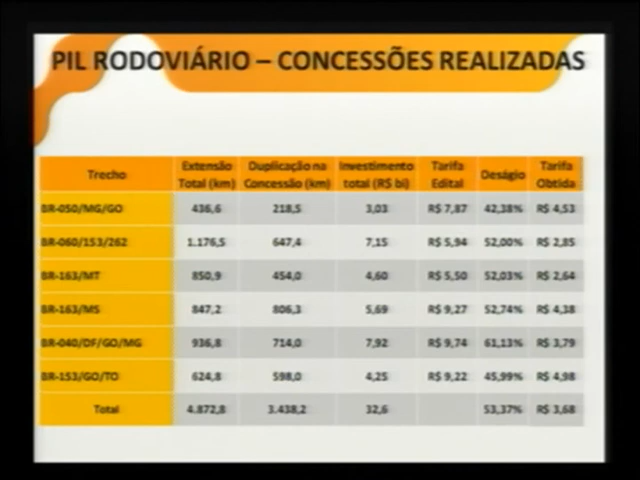 PIL RODOVIÁRIO – CONCESSÕES REALIZADAS
Trecho Extensão Total (km) Duplicação na Concessão (km) Investimento total (R$ bi) Tarifa Edital Deságio Tarifa Obtida
BR-050/MG/GO 436,6 218,5 3,03 R$ 7,87 42,38% R$ 4,53
BR-060/153/262 1.176,5 647,4 7,15 R$ 5,94 52,00% R$ 2,85
BR-163/MT 850,9 454,0 4,60 R$ 5,50 52,03% R$ 2,64
BR-163/MS 847,2 806,3 5,69 R$ 9,27 52,74% R$ 4,38
BR-040/DF/GO/MG 936,8 714,0 7,92 R$ 9,74 61,13% R$ 3,79
BR-153/GO/TO 624,8 598,0 4,25 R$ 9,22 45,99% R$ 4,98
Total 4.872,8 3.438,2 32,6 53,37% R$ 3,68